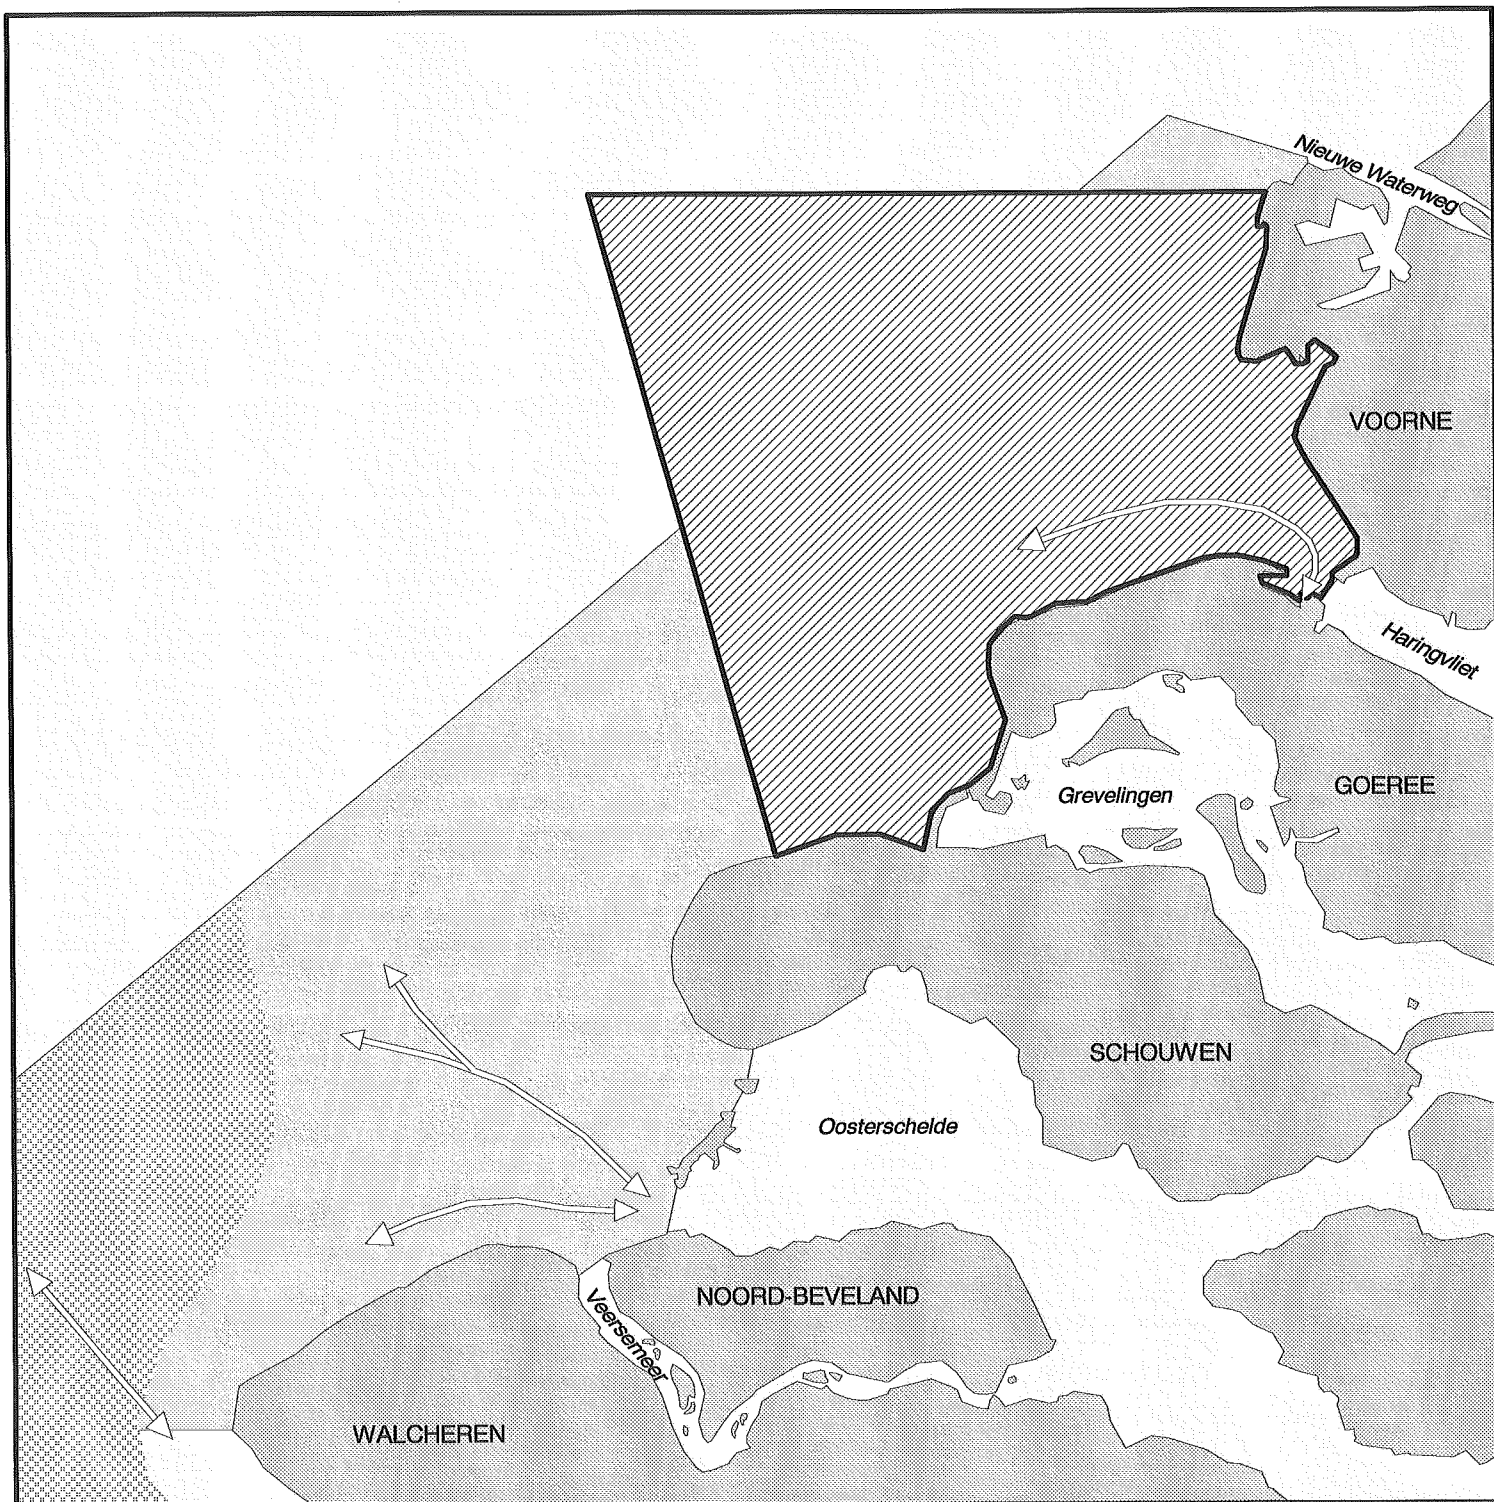 Nieuwe Waterweg
VOORNE
Haringvliet
GOEREE
Grevelingen
SCHOUWEN
Oosterschelde
NOORD-BEVELAND
Veersemeer
WALCHEREN